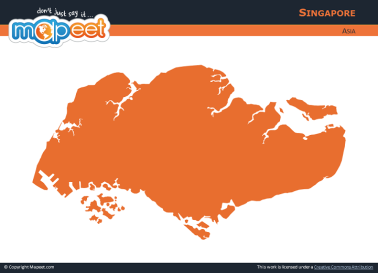 don't just say it ...
mapeet
SINGAPORE
ASIA
© Copyright Mapeet.com
This work is licensed under a Creative Commons Attribution